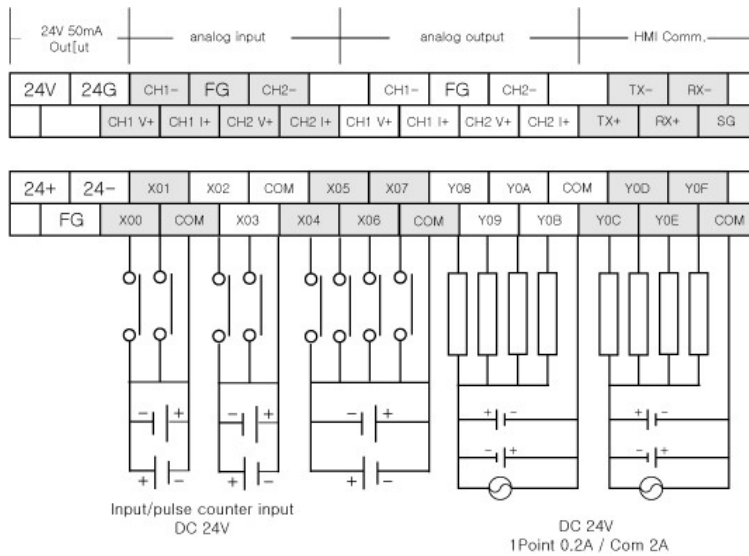 24V 50mA
Out[ut
analog input
analog output
HMI Comm.
24V 24G CH1- FG CH2- CH1- FG CH2- TX- RX-
CH1 V+ CH1 I+ CH2 V+ CH2 I+ CH1 V+ CH1 I+ CH2 V+ CH2 I+ TX+ RX+ SG
24+ 24- X01 X02 COM X05 X07 Y08 Y0A COM Y0D Y0F
FG X00 COM X03 X04 X06 COM Y09 Y0B Y0C Y0E COM
- + - + - +
+ - + -
+ - + - + -
- + - +
Input/pulse counter input
DC 24V
DC 24V
1Point 0.2A / Com 2A